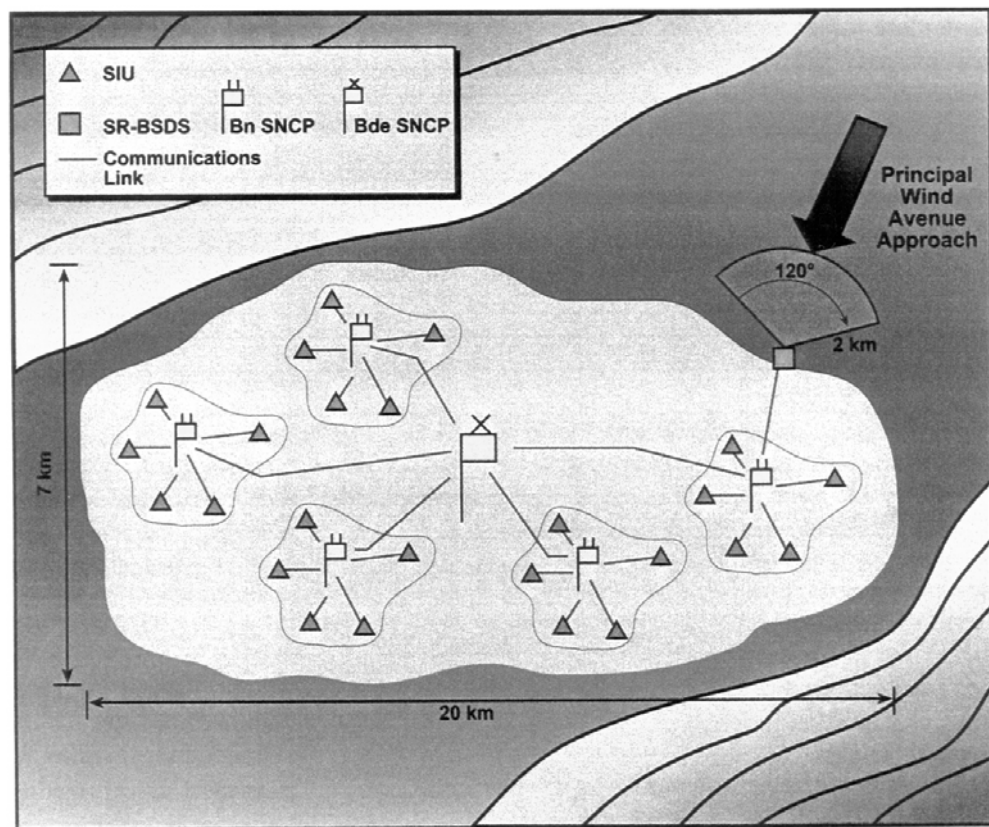 SIU
SR-BSDS
Bn SNCP
Bde SNCP
Communications
Link
Principal
Wind
Avenue
Approach
120°
2 km
7 km
20 km